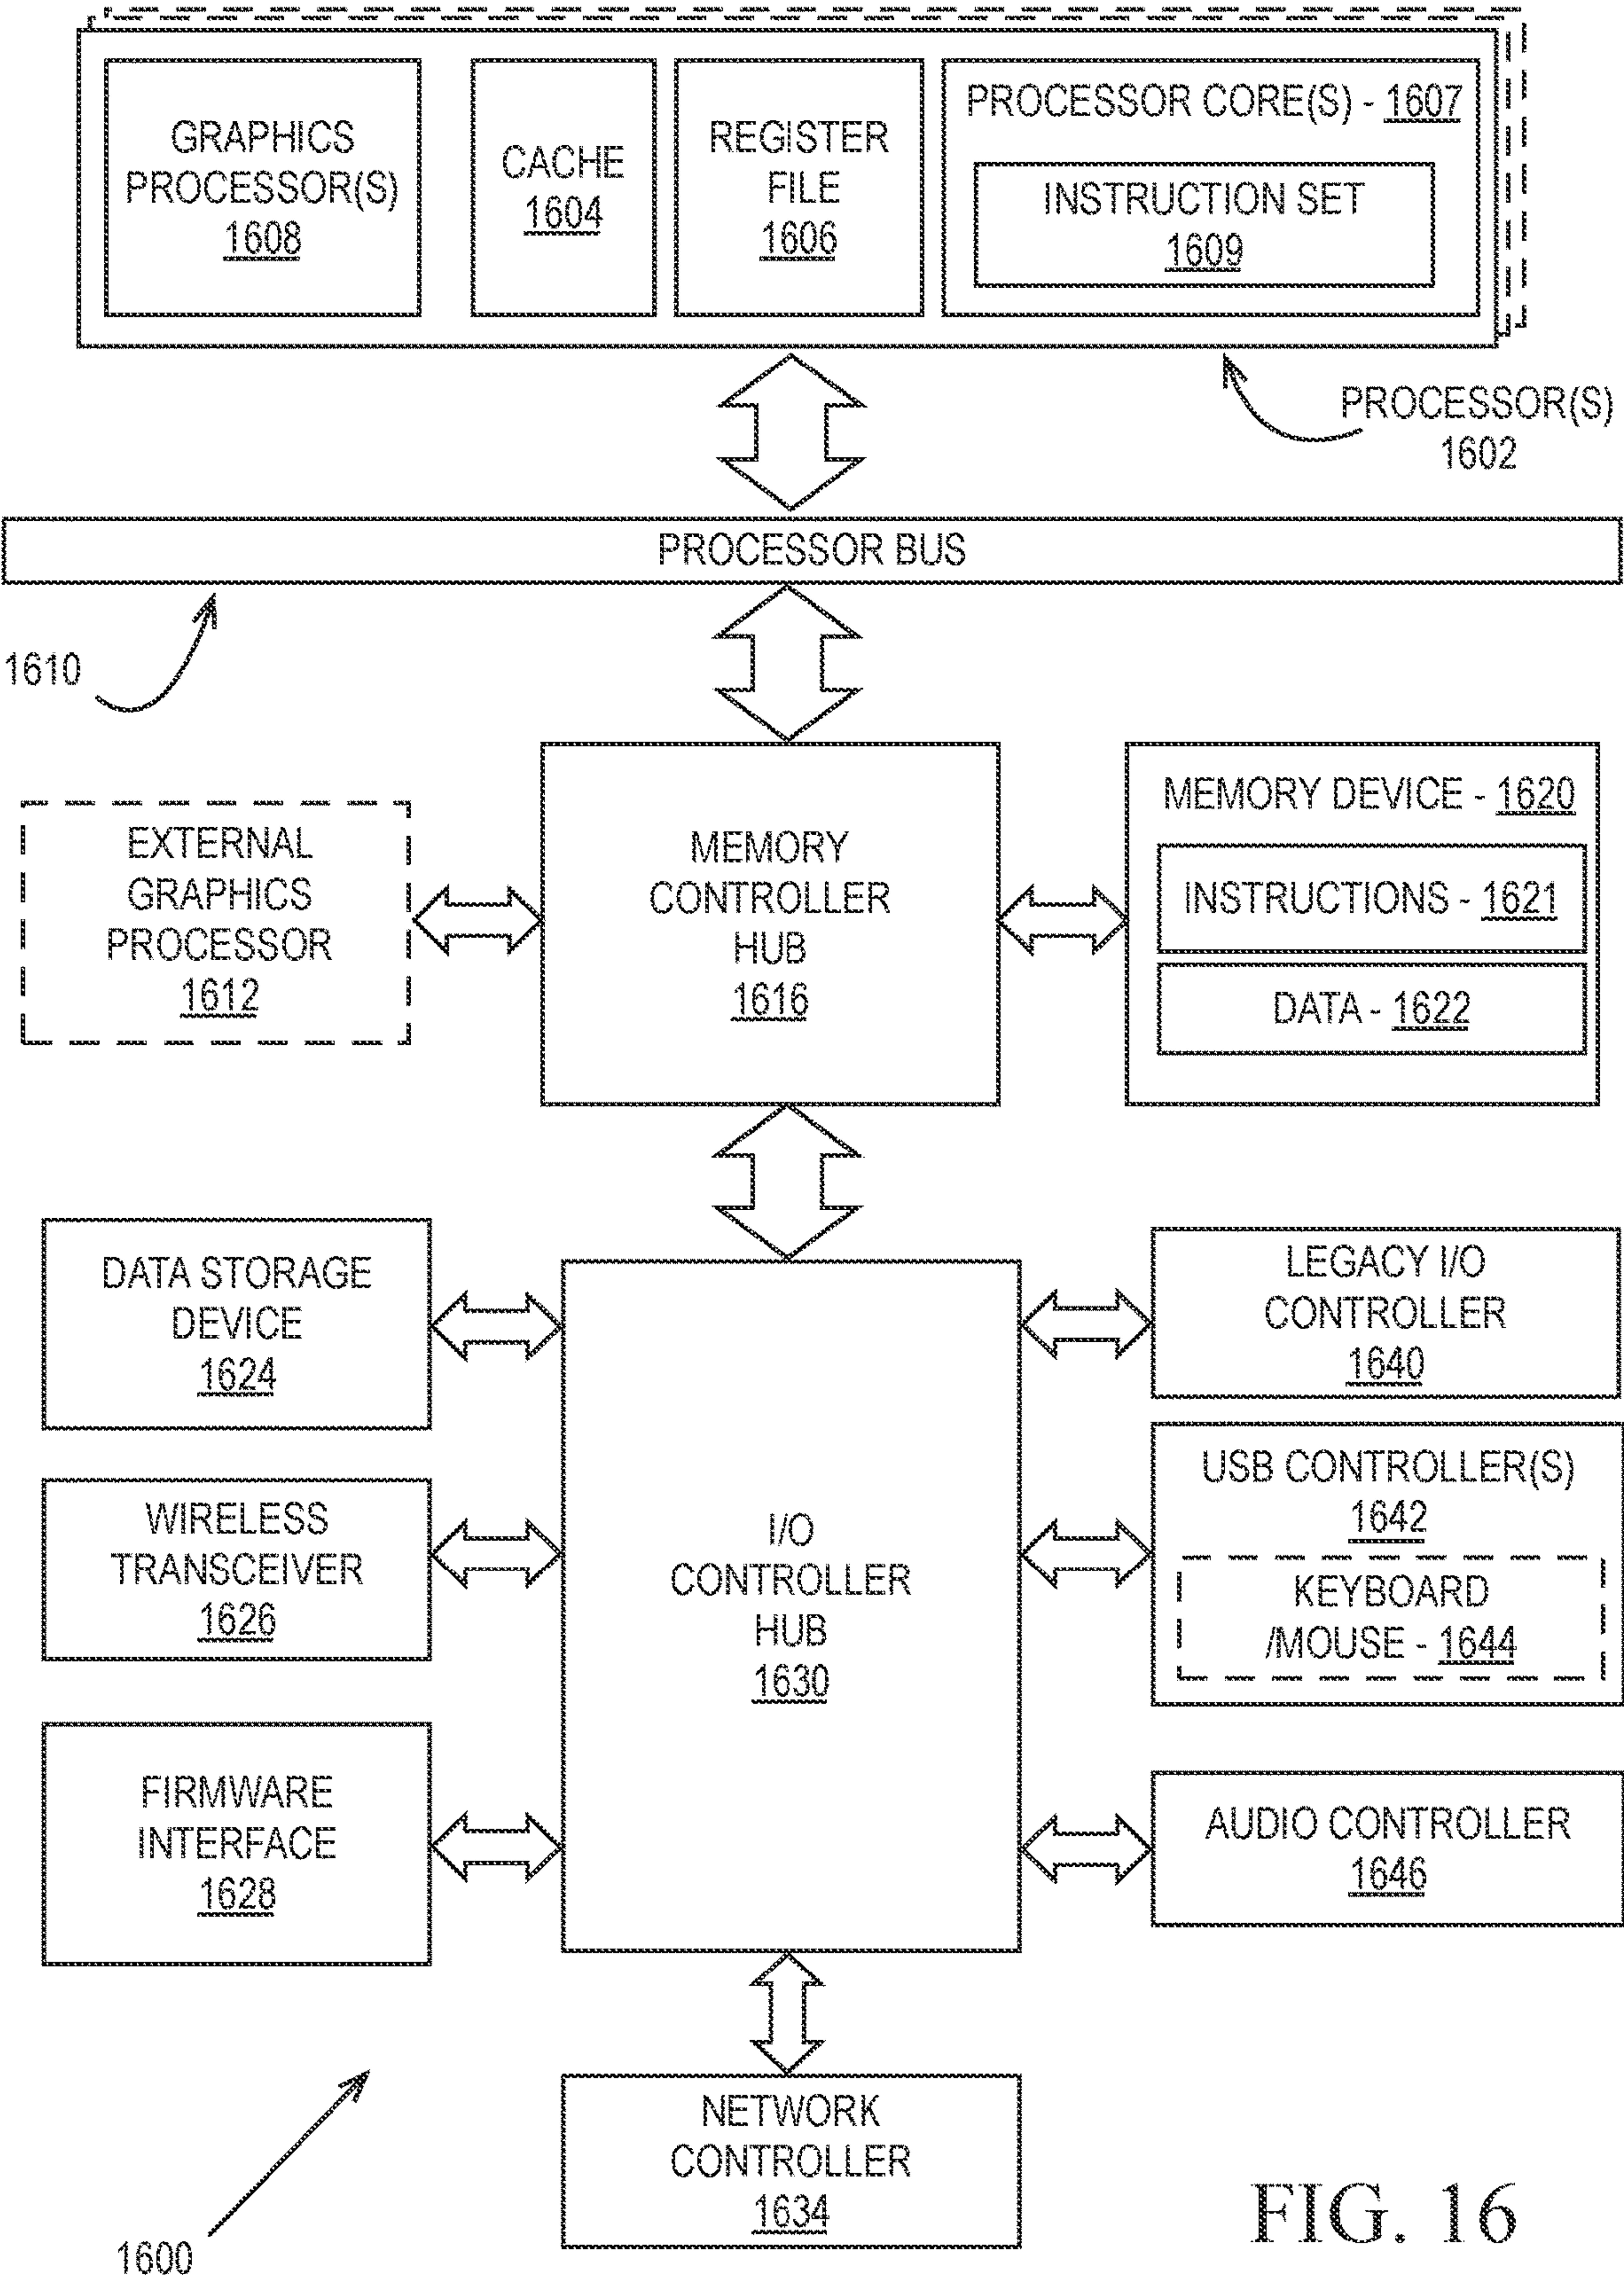 GRAPHICS
PROCESSOR(S)
1608
CACHE
1604
REGISTER
FILE
1606
PROCESSOR CORE(S) - 1607
INSTRUCTION SET
1609
PROCESSOR(S)
1602
PROCESSOR BUS
1610
EXTERNAL
GRAPHICS
PROCESSOR
1612
MEMORY
CONTROLLER
HUB
1616
MEMORY DEVICE - 1620
INSTRUCTIONS - 1621
DATA - 1622
DATA STORAGE
DEVICE
1624
WIRELESS
TRANSCEIVER
1626
FIRMWARE
INTERFACE
1628
I/O
CONTROLLER
HUB
1630
LEGACY I/O
CONTROLLER
1640
USB CONTROLLER(S)
1642
KEYBOARD
/MOUSE - 1644
AUDIO CONTROLLER
1646
NETWORK
CONTROLLER
1634
1600
FIG. 16